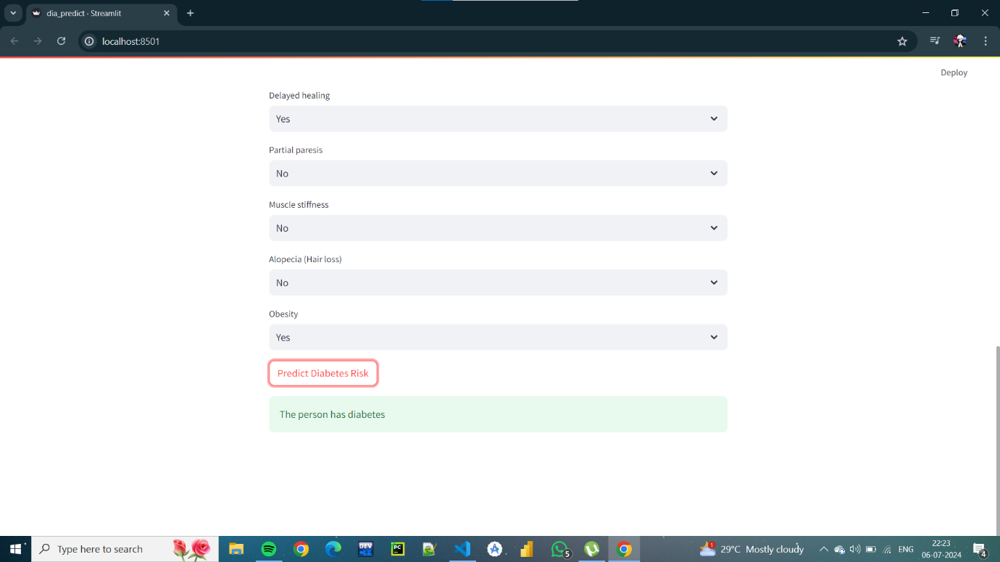 dia_predict · Streamlit
localhost:8501
Deploy
Delayed healing
Yes
Partial paresis
No
Muscle stiffness
No
Alopecia (Hair loss)
No
Obesity
Yes
Predict Diabetes Risk
The person has diabetes
Type here to search
DEV
PC
5
1
29°C Mostly cloudy
ENG
22:23
06-07-2024
4